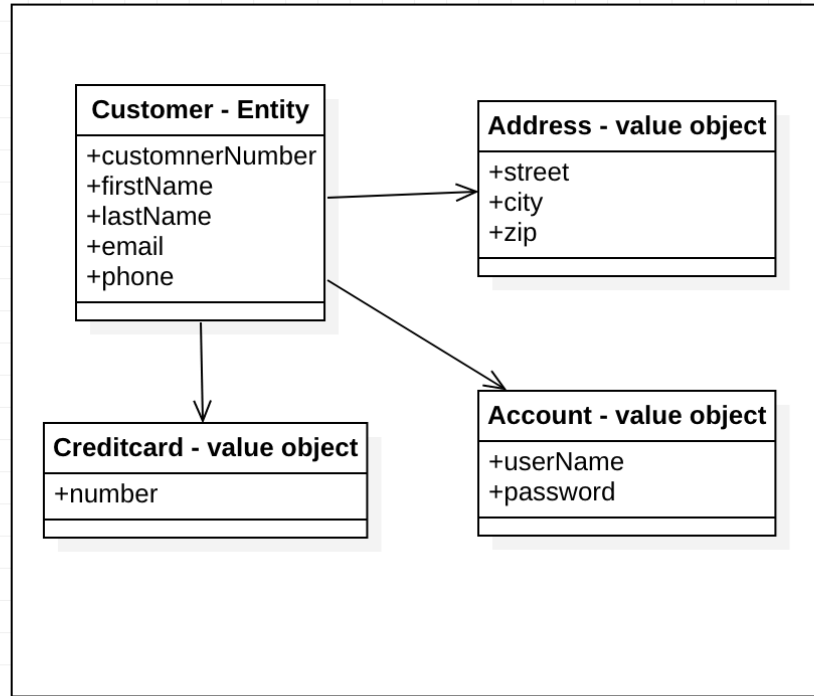 Customer - Entity
+customnerNumber
+firstName
+lastName
+email
+phone
Address - value object
+street
+city
+zip
Creditcard - value object
+number
Account - value object
+userName
+password